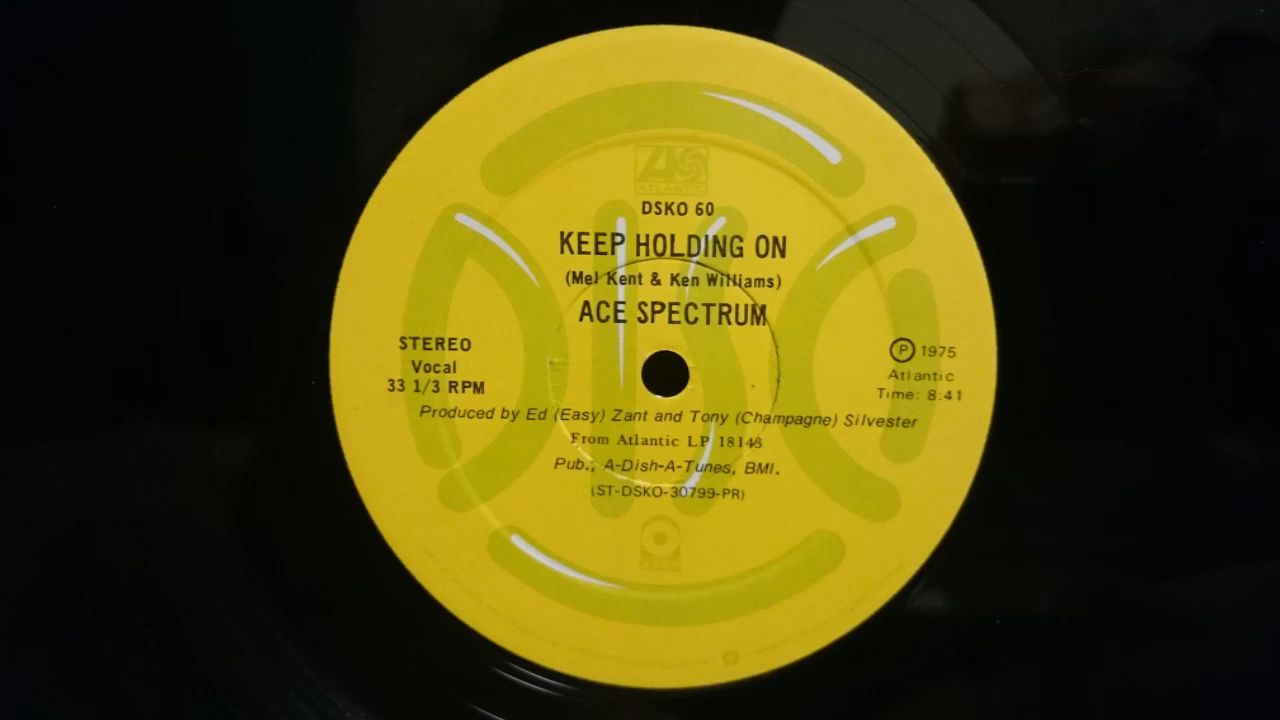 ATLANTIC
DSKO 60
KEEP HOLDING ON
(Mel Kent & Ken Williams)
ACE SPECTRUM
STEREO
Vocal
33 1/3 RPM
Ⓟ 1975
Atlantic
Time: 8:41
Produced by Ed (Easy) Zant and Tony (Champagne) Silvester
From Atlantic LP 18143
Pub., A-Dish-A-Tunes, BMI.
(ST-DSKO-30799-PR)
ATCO
DISCO